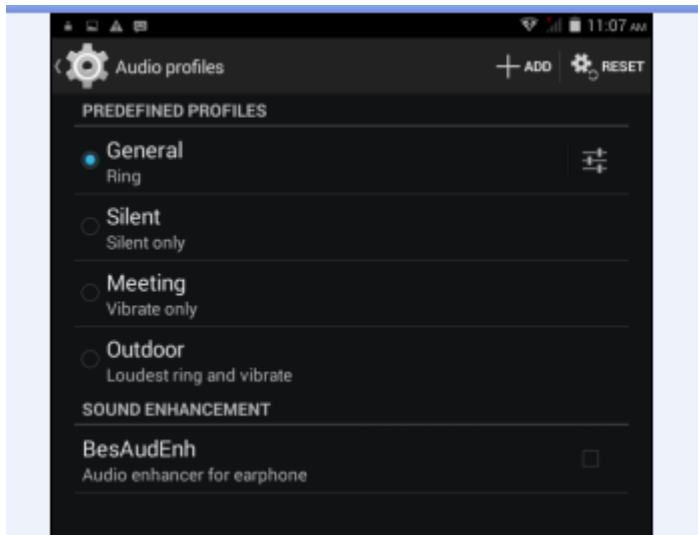 11:07 AM
Audio profiles
ADD
RESET
PREDEFINED PROFILES
General
Ring
Silent
Silent only
Meeting
Vibrate only
Outdoor
Loudest ring and vibrate
SOUND ENHANCEMENT
BesAudEnh
Audio enhancer for earphone